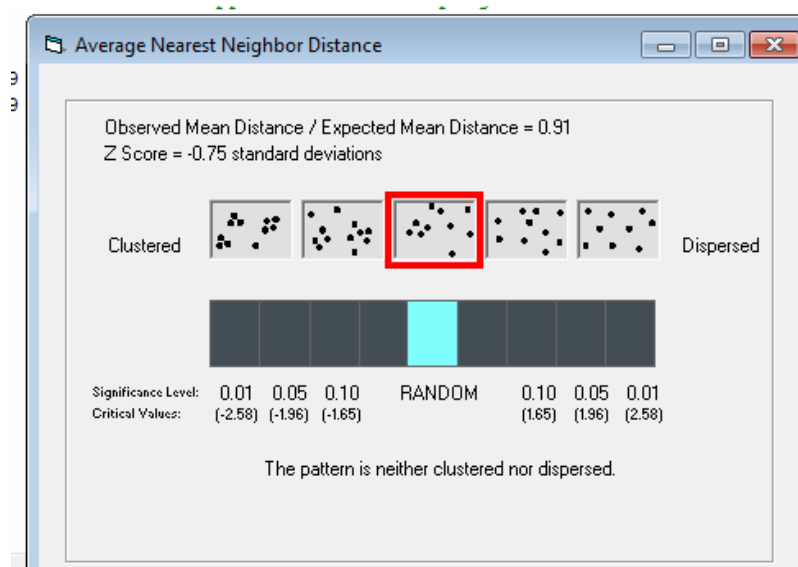 Average Nearest Neighbor Distance
9
9
Observed Mean Distance / Expected Mean Distance = 0.91
Z Score = -0.75 standard deviations
Clustered
Dispersed
Significance Level: 0.01 0.05 0.10 RANDOM 0.10 0.05 0.01
Critical Values: (-2.58) (-1.96) (-1.65) (1.65) (1.96) (2.58)
The pattern is neither clustered nor dispersed.